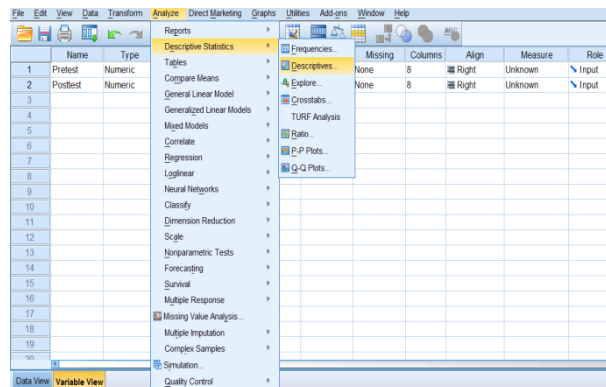 File Edit View Data Transform Analyze Direct Marketing Graphs Utilities Add-ons Window Help
Name Type Missing Columns Align Measure Role
1 Pretest Numeric None 8 Right Unknown Input
2 Posttest Numeric None 8 Right Unknown Input
3
4
5
6
7
8
9
10
11
12
13
14
15
16
17
18
19
20
Reports
Descriptive Statistics
Tables
Compare Means
General Linear Model
Generalized Linear Models
Mixed Models
Correlate
Regression
Loglinear
Neural Networks
Classify
Dimension Reduction
Scale
Nonparametric Tests
Forecasting
Survival
Multiple Response
Missing Value Analysis...
Multiple Imputation
Complex Samples
Simulation...
Quality Control
Frequencies...
Descriptives...
Explore...
Crosstabs...
TURF Analysis
Ratio...
P-P Plots...
Q-Q Plots...
Data View Variable View